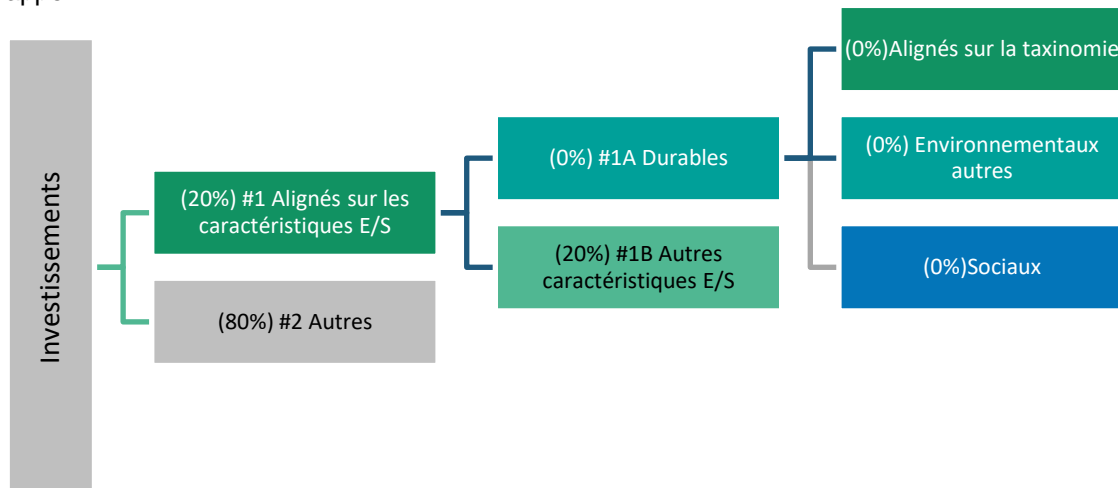 Investissements
(20%) #1 Alignés sur les
caractéristiques E/S
(80%) #2 Autres
(0%) #1A Durables
(20%) #1B Autres
caractéristiques E/S
(0%)Alignés sur la taxinomie
(0%) Environnementaux
autres
(0%)Sociaux